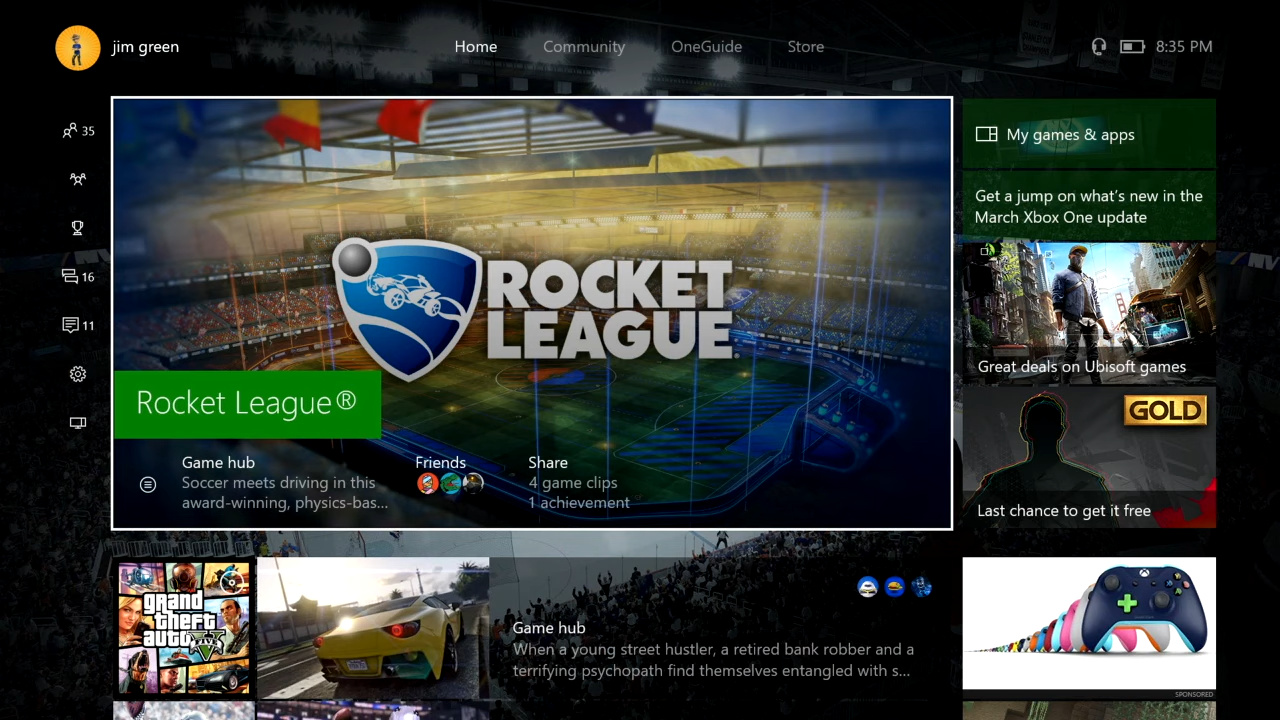 jim green
Home
Community
OneGuide
Store
8:35 PM
35
16
11
ROCKET
LEAGUE
Rocket League®
Game hub
Soccer meets driving in this
award-winning, physics-bas...
Friends
Share
4 game clips
1 achievement
My games & apps
Get a jump on what's new in the
March Xbox One update
Great deals on Ubisoft games
GOLD
Last chance to get it free
grand
theft
auto
V
FIVE
Game hub
When a young street hustler, a retired bank robber and a
terrifying psychopath find themselves entangled with s...
SPONSORED